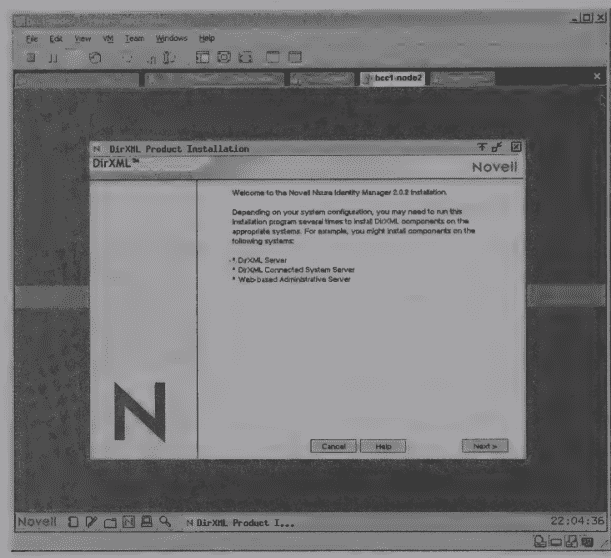 File Edit View VM Team Windows Help
bcc1-node2
N DirXML Product Installation
DirXML™
Novell
Welcome to the Novell Nsure Identity Manager 2.0.2 Installation.
Depending on your system configuration, you may need to run this
installation program several times to install DirXML components on the
appropriate systems. For example, you might install components on the
following systems:
* DirXML Server
* DirXML Connected System Server
* Web-based Administrative Server
N
Cancel Help Next >
Novell N DirXML Product I... 22:04:36